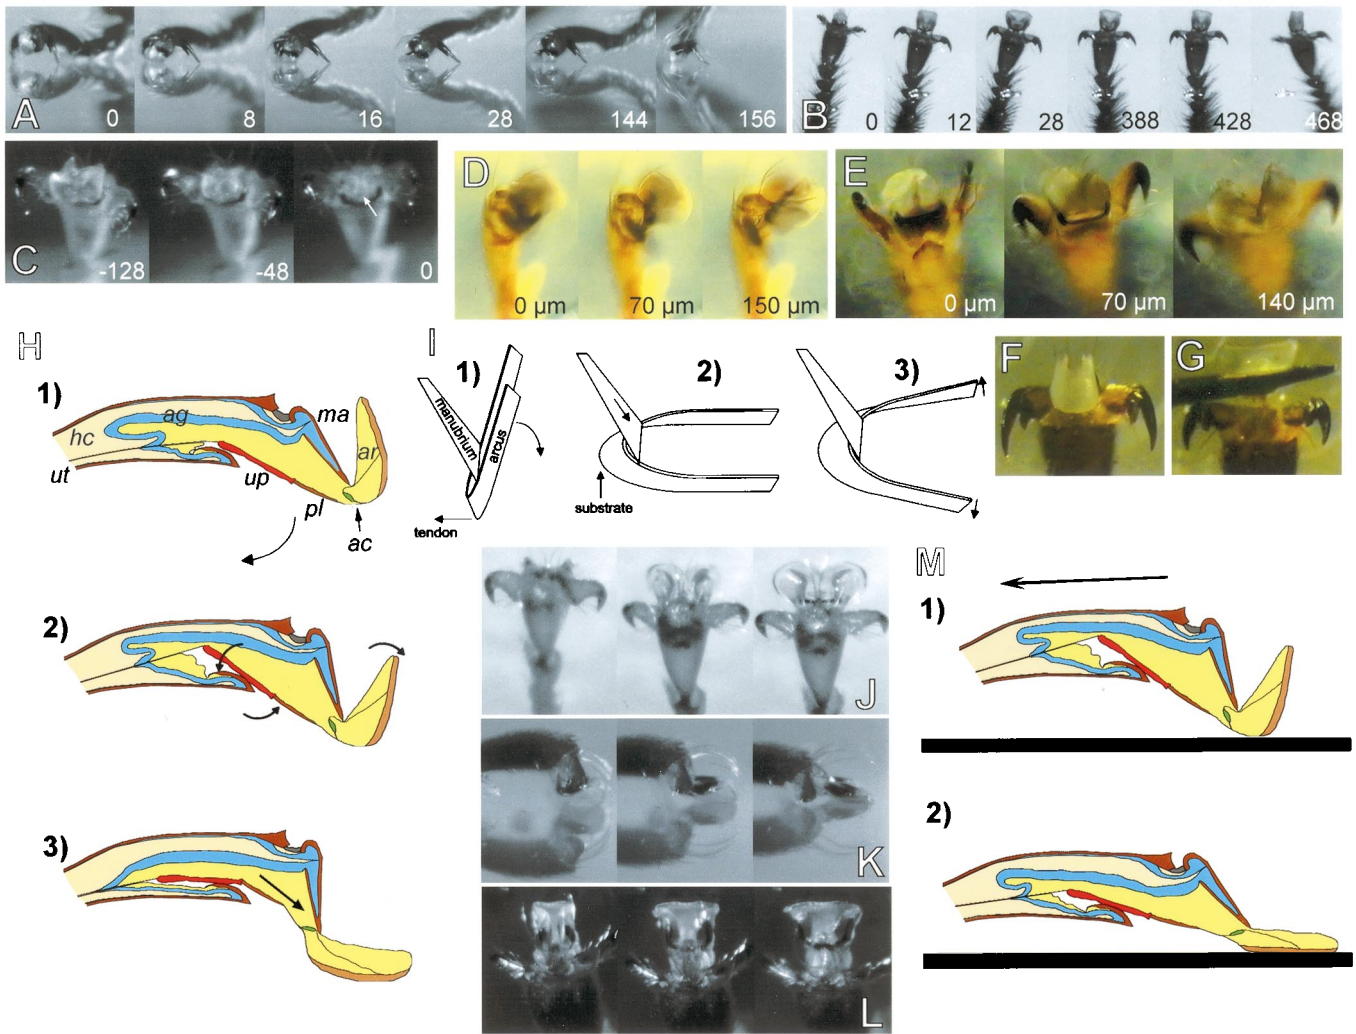 A 0 8 16 28 144 156
B 0 12 28 388 428 468
C -128 -48 0
D 0 µm 70 µm 150 µm
E 0 µm 70 µm 140 µm
F
G
H
1)
hc ag ma ar
ut up pl
ac
2)
3)
I
1) 2) 3)
manubrium
arcus
tendon
substrate
J
K
L
M
1)
2)